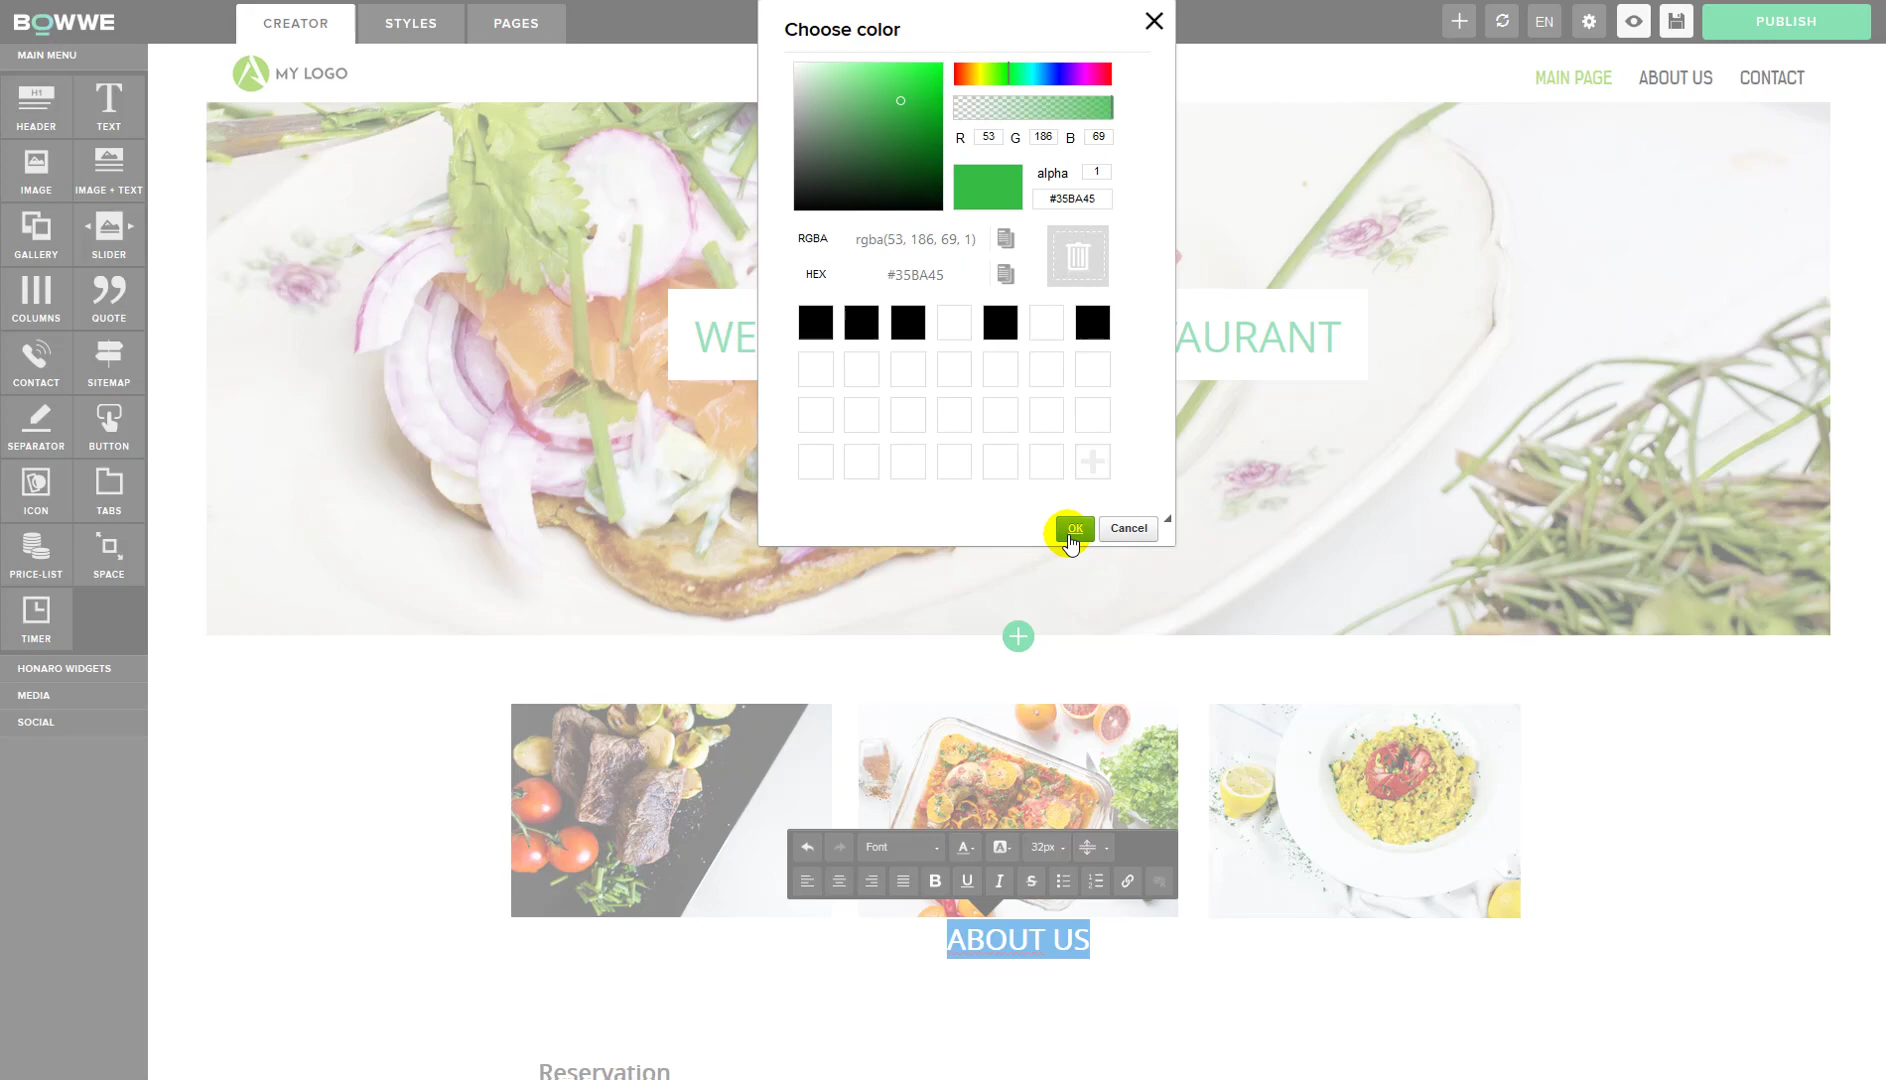 BOWWE
CREATOR
STYLES
PAGES
EN
PUBLISH
MAIN MENU
HEADER
TEXT
IMAGE
IMAGE + TEXT
GALLERY
SLIDER
COLUMNS
QUOTE
CONTACT
SITEMAP
SEPARATOR
BUTTON
ICON
TABS
PRICE-LIST
SPACE
TIMER
HONARO WIDGETS
MEDIA
SOCIAL
MY LOGO
MAIN PAGE
ABOUT US
CONTACT
Choose color
R 53 G 186 B 69
alpha 1
#35BA45
RGBA rgba(53, 186, 69, 1)
HEX #35BA45
OK
Cancel
WE
AURANT
Font
32px
ABOUT US
Reservation